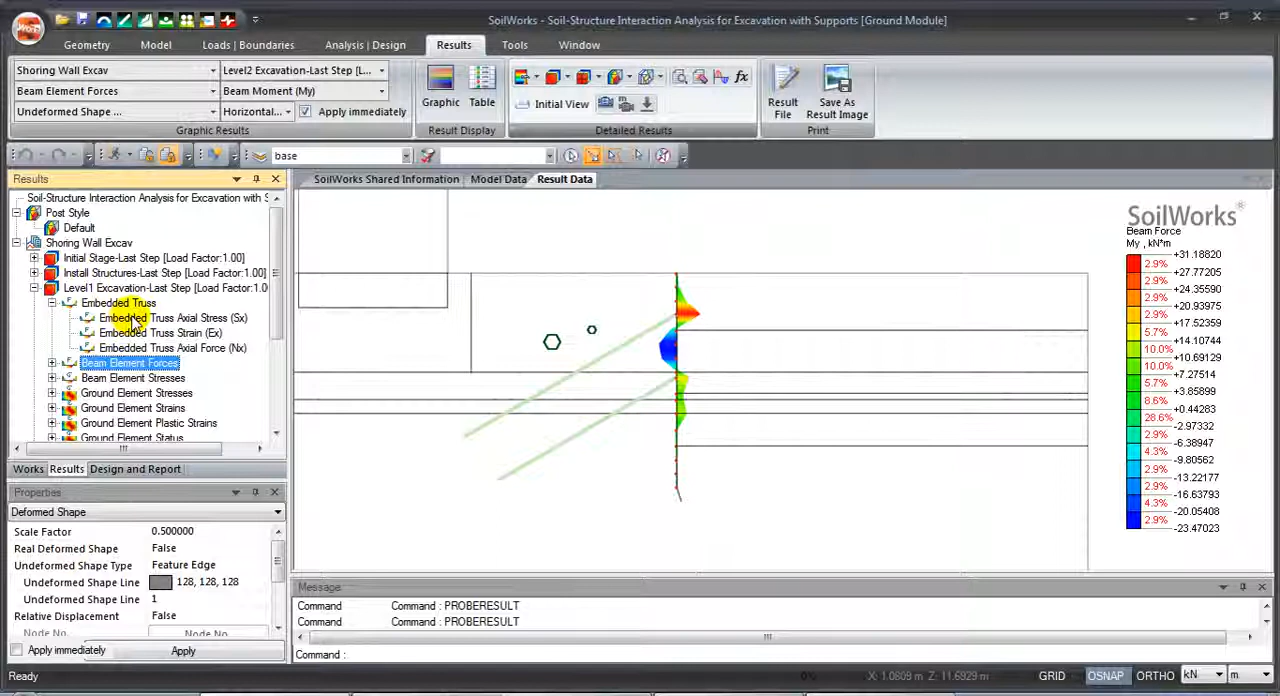 SoilWorks - Soil-Structure Interaction Analysis for Excavation with Supports [Ground Module]
Geometry Model Loads | Boundaries Analysis | Design Results Tools Window
Shoring Wall Excav Level2 Excavation-Last Step [L...
Beam Element Forces Beam Moment (My)
Undeformed Shape ... Horizontal... Apply immediately
Graphic Results
Graphic Table
Result Display
fx
Initial View
Detailed Results
Result File
Save As Result Image
Print
base
Results
SoilWorks Shared Information Model Data Result Data
Soil-Structure Interaction Analysis for Excavation with S
Post Style
Default
Shoring Wall Excav
Initial Stage-Last Step [Load Factor:1.00]
Install Structures-Last Step [Load Factor:1.00]
Level1 Excavation-Last Step [Load Factor:1.0
Embedded Truss
Embedded Truss Axial Stress (Sx)
Embedded Truss Strain (Ex)
Embedded Truss Axial Force (Nx)
Beam Element Forces
Beam Element Stresses
Ground Element Stresses
Ground Element Strains
Ground Element Plastic Strains
Ground Element Status
Works Results Design and Report
Properties
Deformed Shape
Scale Factor 0.500000
Real Deformed Shape False
Undeformed Shape Type Feature Edge
Undeformed Shape Line 128, 128, 128
Undeformed Shape Line 1
Relative Displacement False
Node No. Node No.
Apply immediately Apply
SoilWorks®
Beam Force
My , kN*m
+31.18820
2.9%
+27.77205
2.9%
+24.35590
2.9%
+20.93975
2.9%
+17.52359
5.7%
+14.10744
10.0%
+10.69129
10.0%
+7.27514
5.7%
+3.85899
8.6%
+0.44283
28.6%
-2.97332
2.9%
-6.38947
4.3%
-9.80562
2.9%
-13.22177
2.9%
-16.63793
4.3%
-20.05408
2.9%
-23.47023
Message
Command Command : PROBERESULT
Command Command : PROBERESULT
Command :
Ready 0% X: 1.0809 m Z: 11.6829 m GRID OSNAP ORTHO kN m